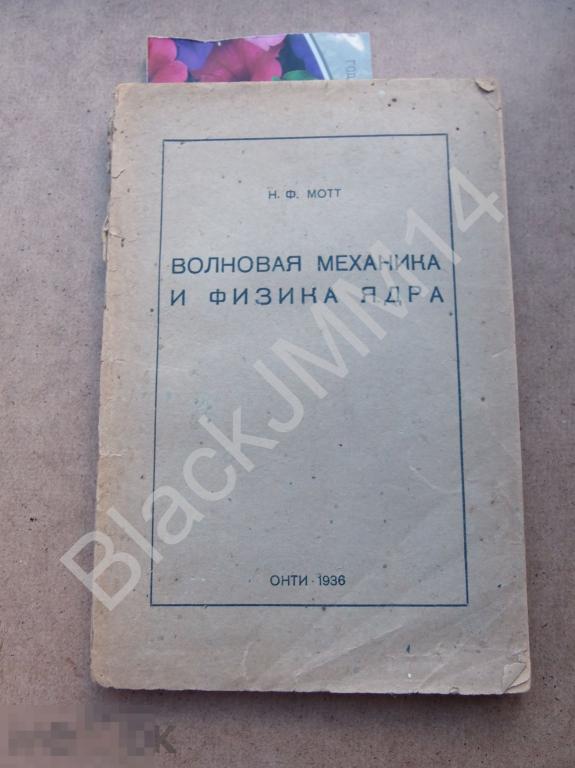 Н. Ф. МОТТ
ВОЛНОВАЯ МЕХАНИКА
И ФИЗИКА ЯДРА
ОНТИ · 1936
BlackJMM14